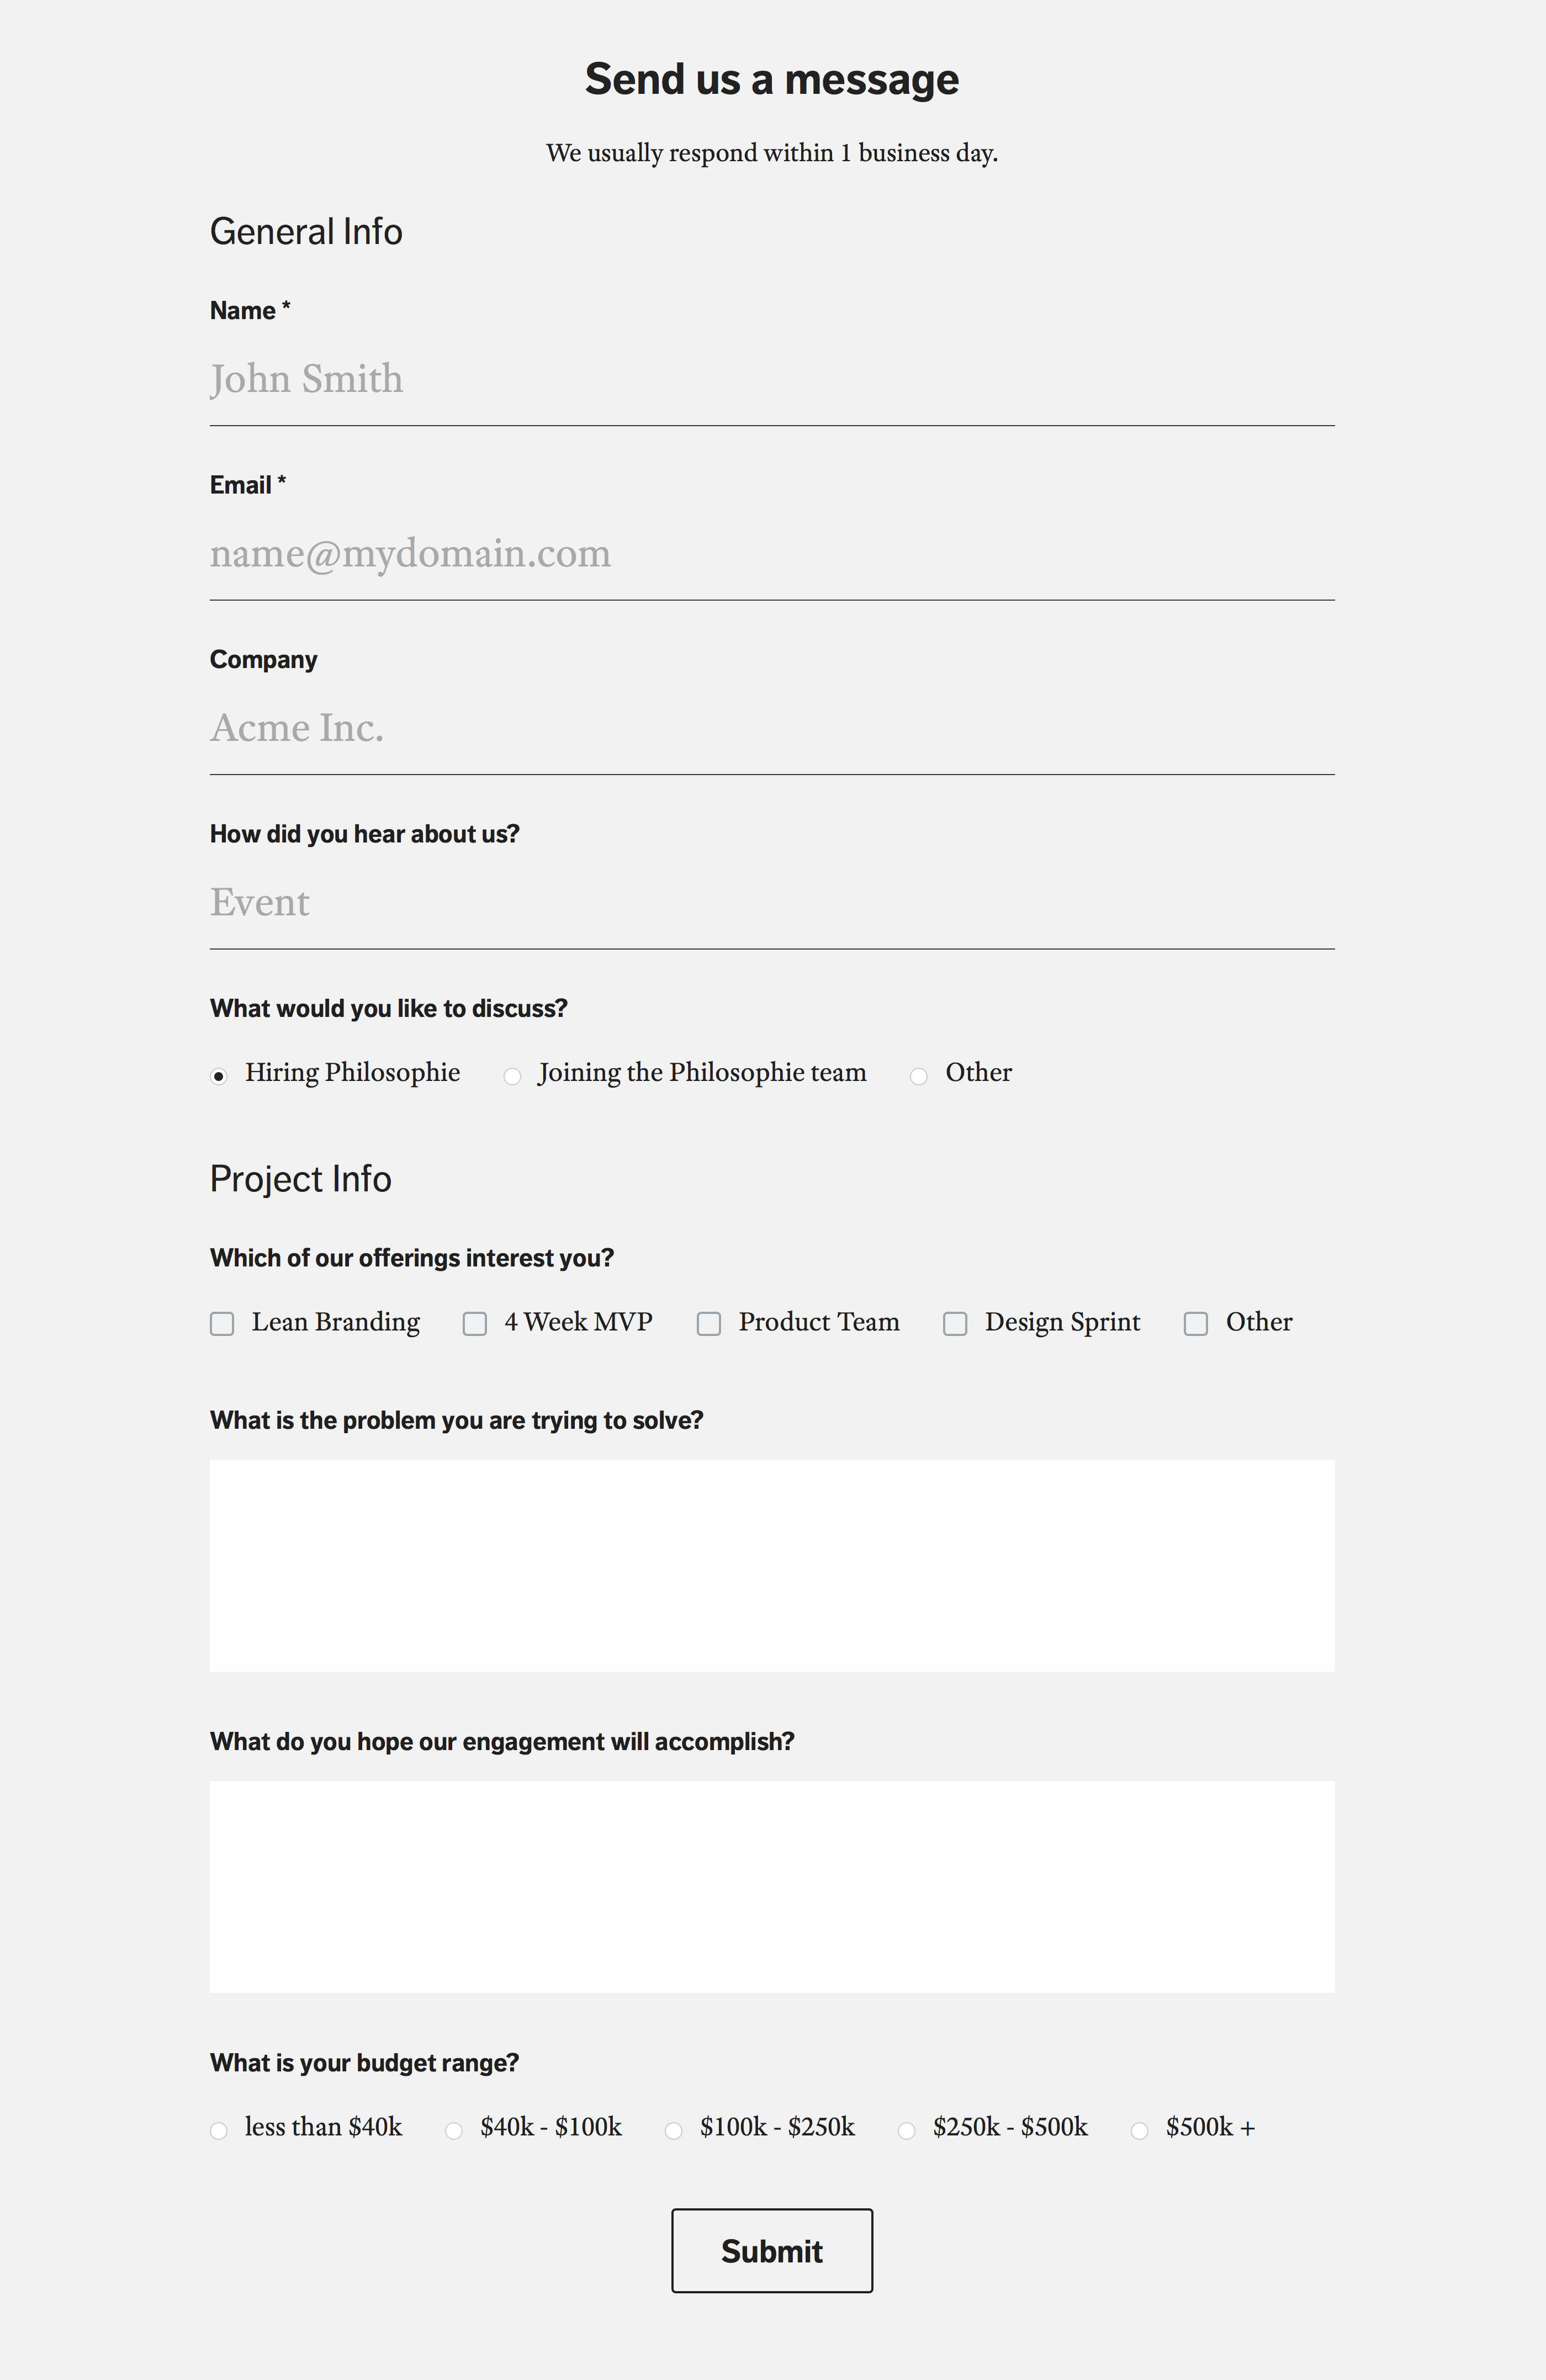 Send us a message
We usually respond within 1 business day.
General Info
Name *
John Smith
Email *
name@mydomain.com
Company
Acme Inc.
How did you hear about us?
Event
What would you like to discuss?
Hiring Philosophie Joining the Philosophie team Other
Project Info
Which of our offerings interest you?
Lean Branding 4 Week MVP Product Team Design Sprint Other
What is the problem you are trying to solve?
What do you hope our engagement will accomplish?
What is your budget range?
less than $40k $40k - $100k $100k - $250k $250k - $500k $500k +
Submit